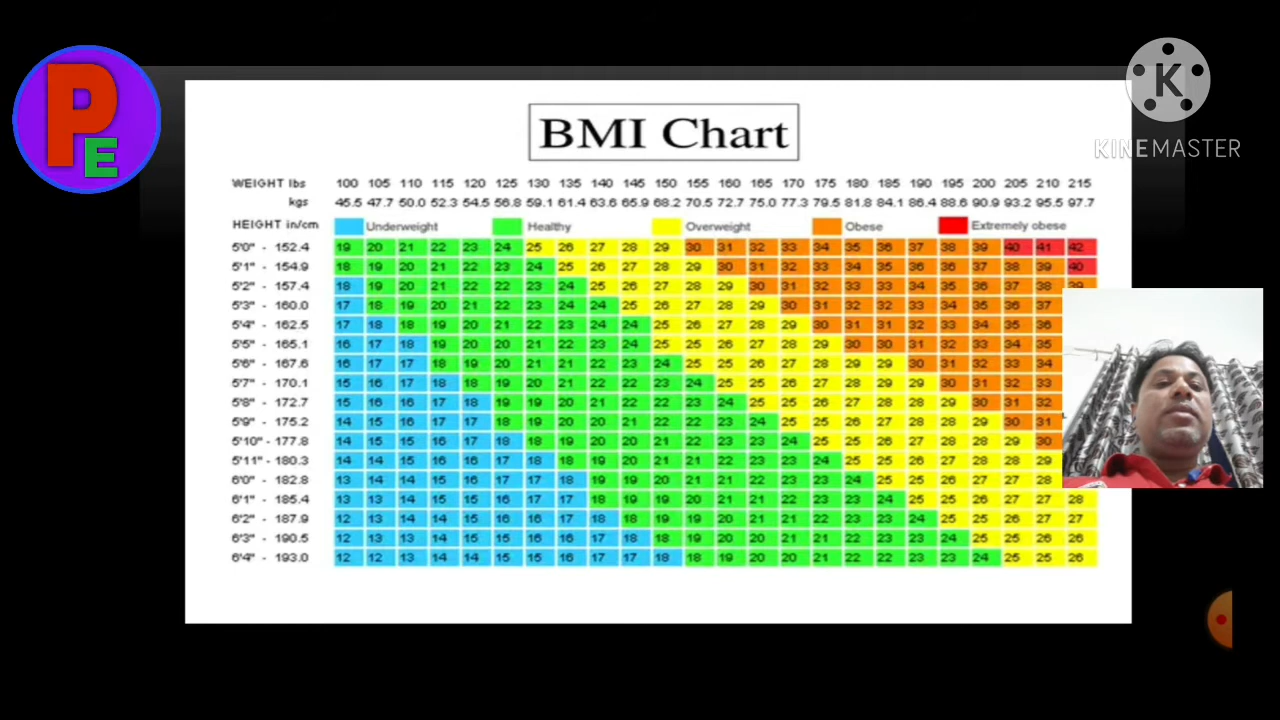 P
E
K
KINEMASTER
BMI Chart
WEIGHT lbs 100 105 110 115 120 125 130 135 140 145 150 155 160 165 170 175 180 185 190 195 200 205 210 215
kgs 45.5 47.7 50.0 52.3 54.5 56.8 59.1 61.4 63.6 65.9 68.2 70.5 72.7 75.0 77.3 79.5 81.8 84.1 86.4 88.6 90.9 93.2 95.5 97.7
HEIGHT in/cm Underweight Healthy Overweight Obese Extremely obese
5'0" - 152.4 19 20 21 22 23 24 25 26 27 28 29 30 31 32 33 34 35 36 37 38 39 40 41 42
5'1" - 154.9 18 19 20 21 22 23 24 25 26 27 28 29 30 31 32 33 34 35 36 36 37 38 39 40
5'2" - 157.4 18 19 20 21 22 22 23 24 25 26 27 28 29 30 31 32 33 33 34 35 36 37 38 39
5'3" - 160.0 17 18 19 20 21 22 23 24 24 25 26 27 28 29 30 31 32 32 33 34 35 36 37
5'4" - 162.5 17 18 18 19 20 21 22 23 24 24 25 26 27 28 29 30 31 31 32 33 34 35 36
5'5" - 165.1 16 17 18 19 20 20 21 22 23 24 25 25 26 27 28 29 30 30 31 32 33 34 35
5'6" - 167.6 16 17 17 18 19 20 21 21 22 23 24 25 25 26 27 28 29 29 30 31 32 33 34
5'7" - 170.1 15 16 17 18 18 19 20 21 22 22 23 24 25 25 26 27 28 29 29 30 31 32 33
5'8" - 172.7 15 16 16 17 18 19 19 20 21 22 22 23 24 25 25 26 27 28 28 29 30 31 32
5'9" - 175.2 14 15 16 17 17 18 19 20 20 21 22 22 23 24 25 25 26 27 28 28 29 30 31
5'10" - 177.8 14 15 15 16 17 18 18 19 20 20 21 22 23 23 24 25 25 26 27 28 28 29 30
5'11" - 180.3 14 14 15 16 16 17 18 18 19 20 21 21 22 23 23 24 25 25 26 27 28 28 29
6'0" - 182.8 13 14 14 15 16 17 17 18 19 19 20 21 21 22 23 23 24 25 25 26 27 27 28
6'1" - 185.4 13 13 14 15 15 16 17 17 18 19 19 20 21 21 22 23 23 24 25 25 26 27 27 28
6'2" - 187.9 12 13 14 14 15 16 16 17 18 18 19 19 20 21 21 22 23 23 24 25 25 26 27 27
6'3" - 190.5 12 13 13 14 15 15 16 16 17 18 18 19 20 20 21 21 22 23 23 24 25 25 26 26
6'4" - 193.0 12 12 13 14 14 15 15 16 17 17 18 18 19 20 20 21 22 22 23 23 24 25 25 26